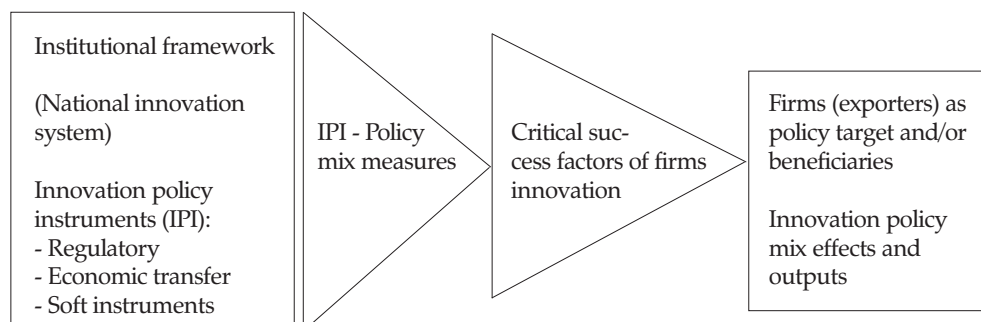 Institutional framework
(National innovation
system)
Innovation policy
instruments (IPI):
- Regulatory
- Economic transfer
- Soft instruments
IPI - Policy
mix measures
Critical suc-
cess factors of firms
innovation
Firms (exporters) as
policy target and/or
beneficiaries
Innovation policy
mix effects and
outputs